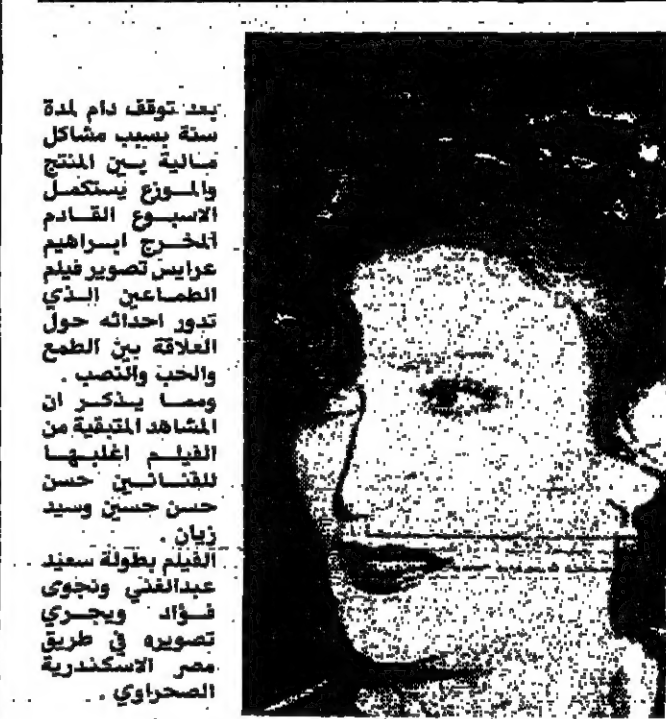 بعد توقف دام لمدة
سنة بسبب مشاكل
مالية بين المنتج
والموزع يستكمل
الاسبوع القادم
المخرج ابراهيم
عرايس تصوير فيلم
الطماعين الذي
تدور احداثه حول
العلاقة بين الطمع
والحب والنصب .
ومما يذكر ان
المشاهد المتبقية من
الفيلم اغلبها
للفنانين حسن
حسن حسين وسيد
زيان .
الفيلم بطولة سعيد
عبدالغني ونجوى
فؤاد ويجري
تصويره في طريق
مصر الاسكندرية
الصحراوي .